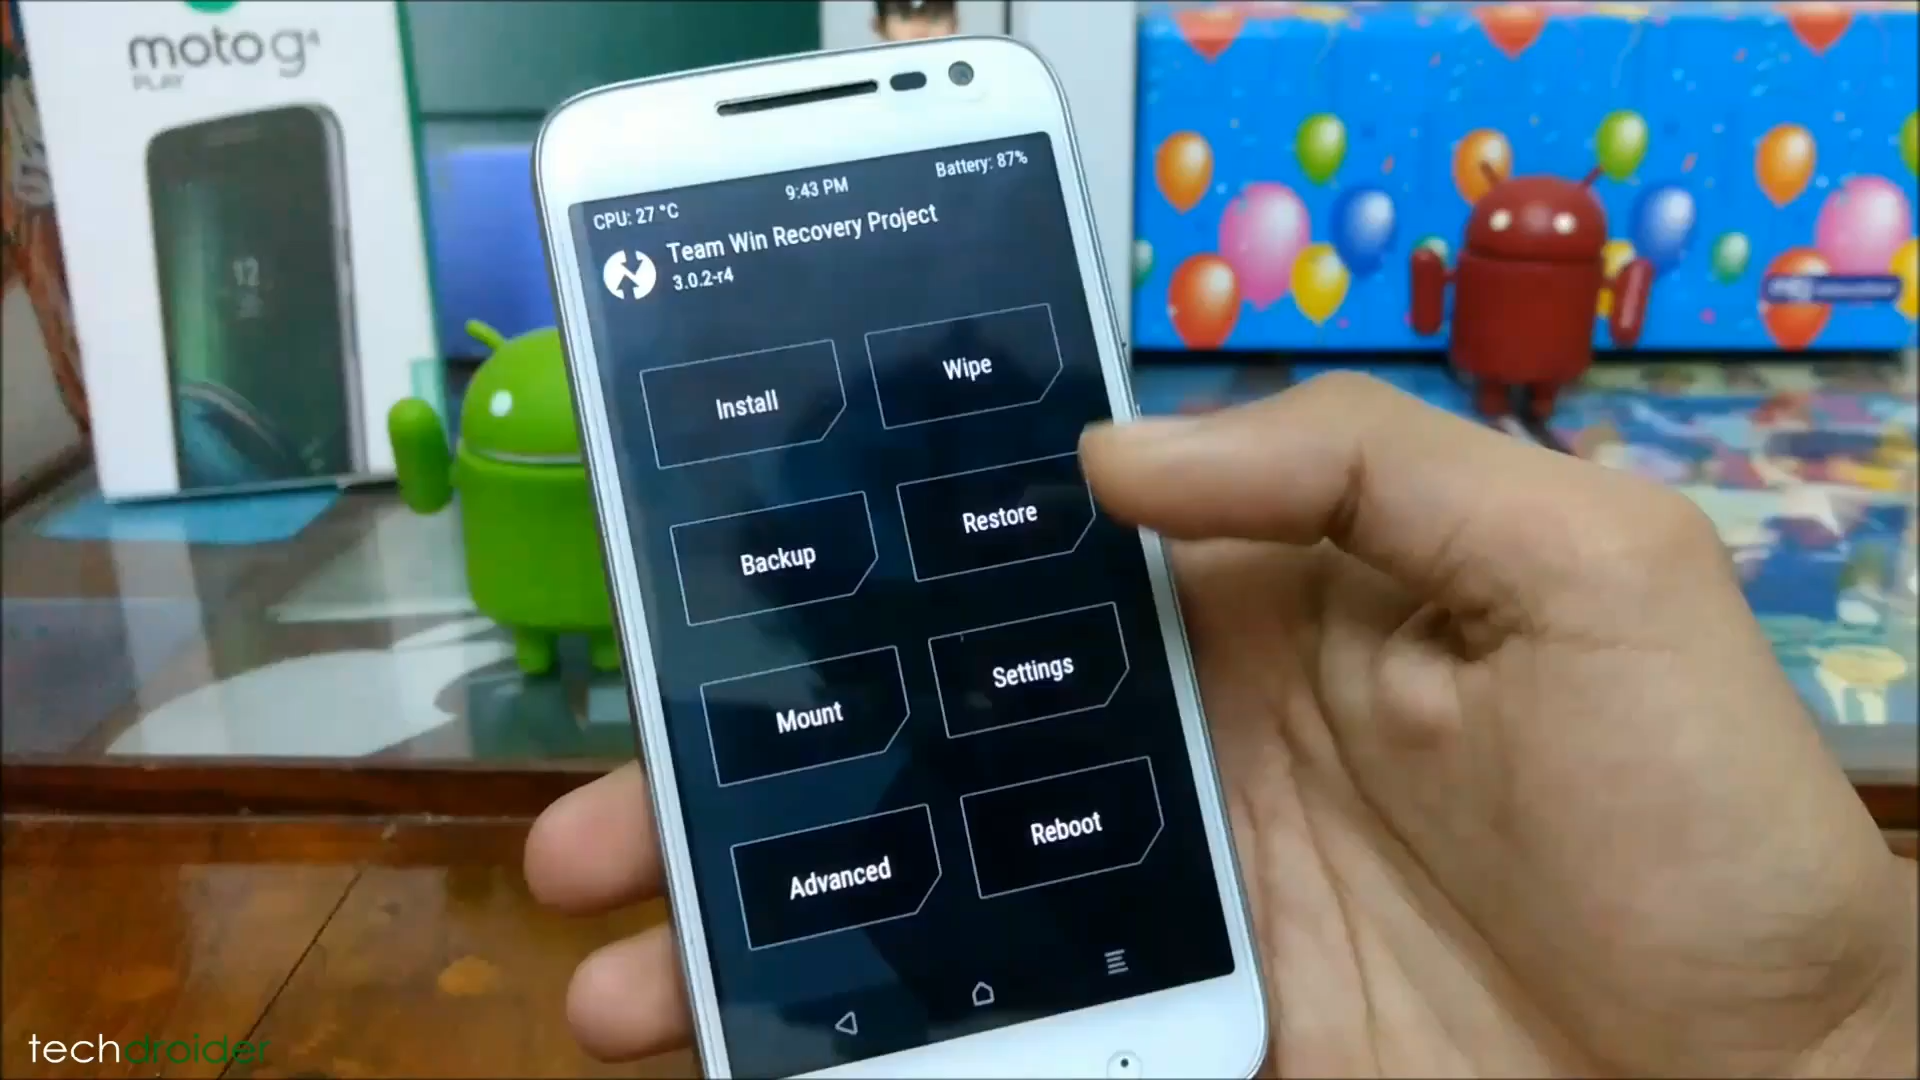 moto g4
PLAY
12
CPU: 27 °C
9:43 PM
Battery: 87%
Team Win Recovery Project
3.0.2-r4
Install
Wipe
Backup
Restore
Mount
Settings
Advanced
Reboot
techdroider